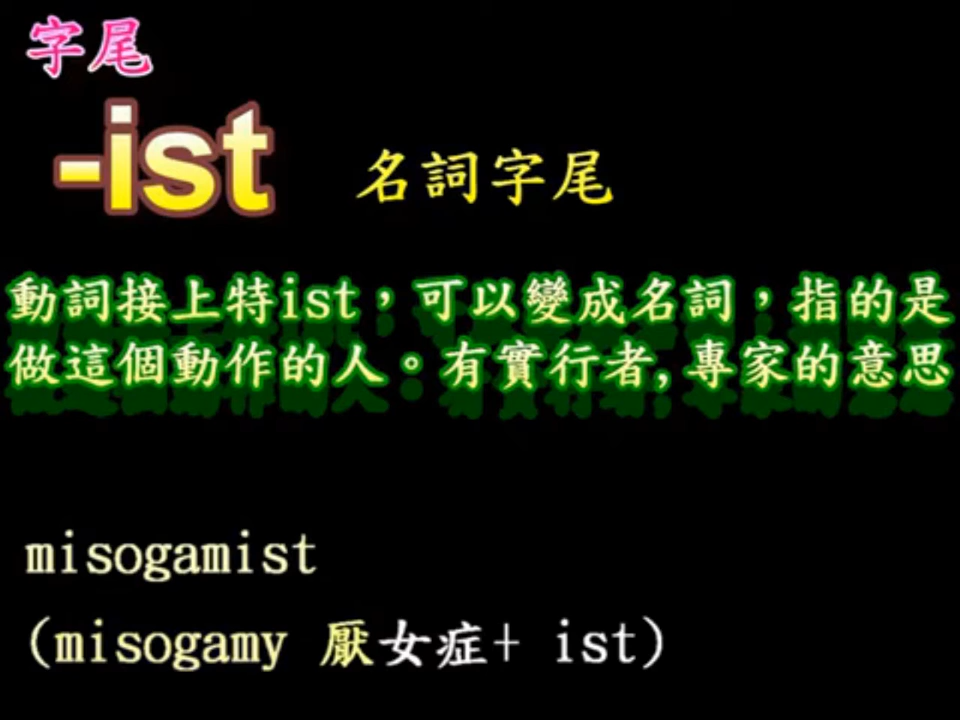 字尾
-ist 名詞字尾
動詞接上特ist，可以變成名詞，指的是
做這個動作的人。有實行者,專家的意思
misogamist
(misogamy 厭女症+ ist)